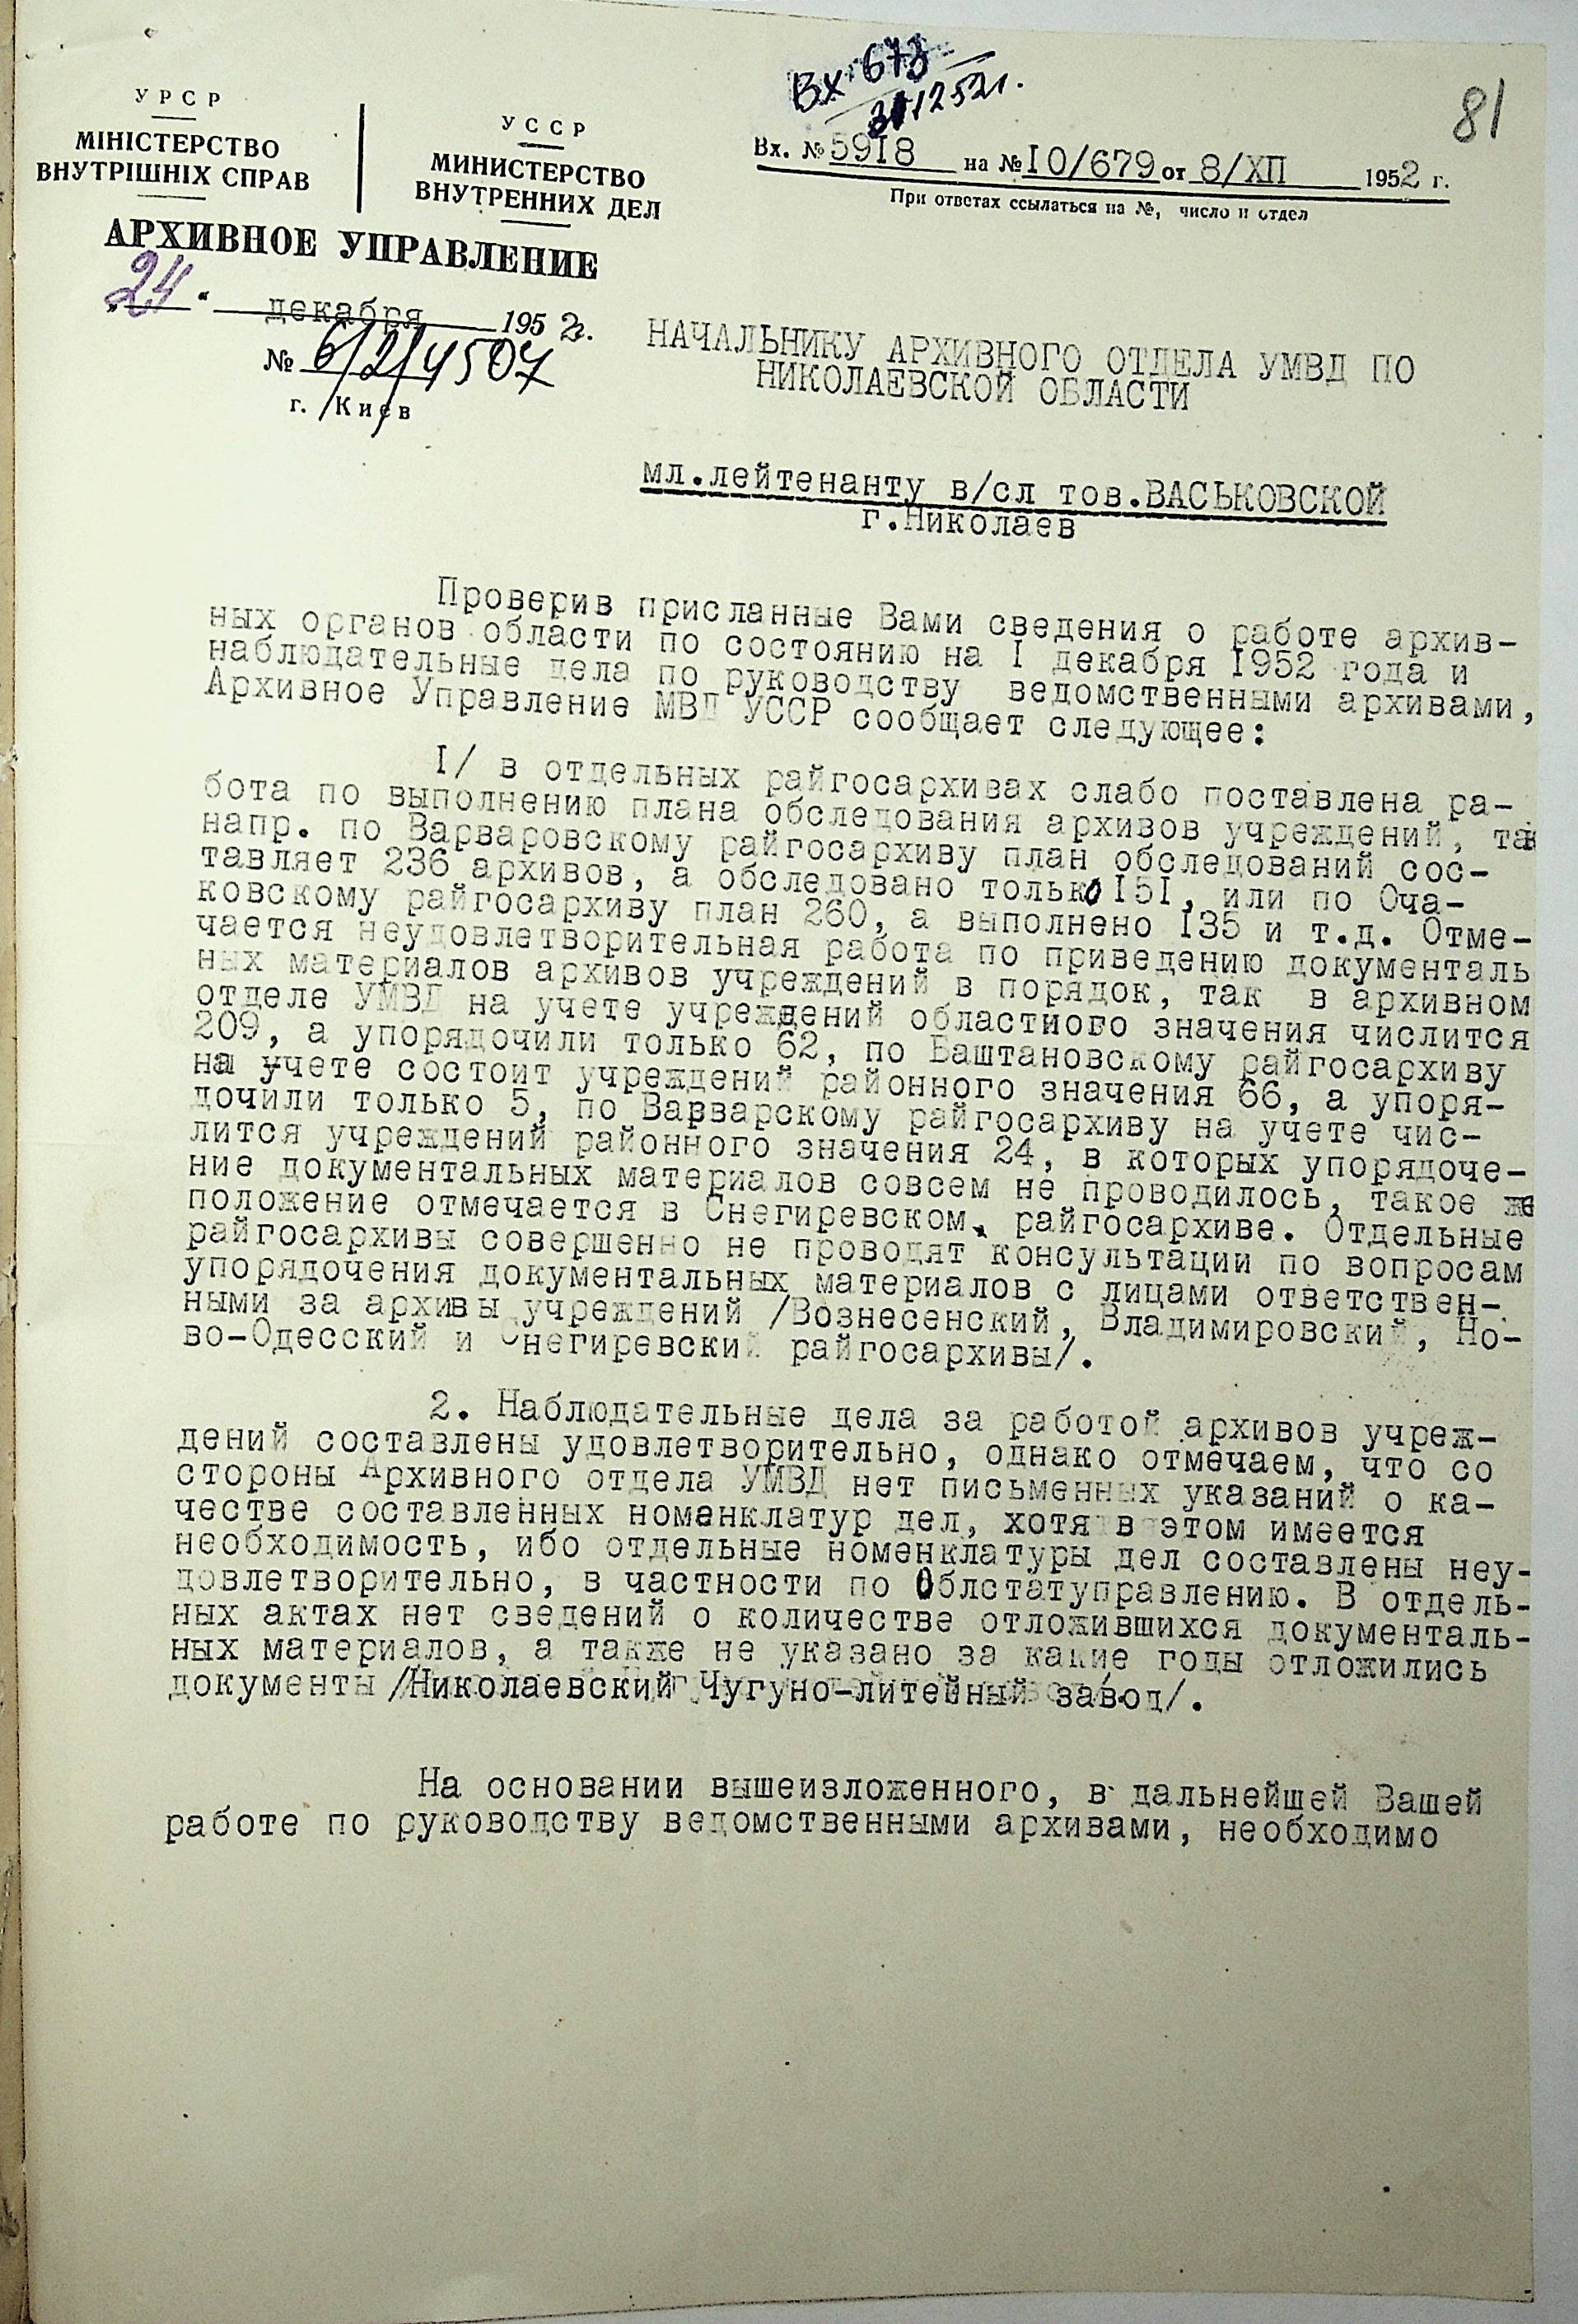 Вх 673
31 12 52 г.
81
УРСР
МІНІСТЕРСТВО
ВНУТРІШНІХ СПРАВ
УССР
МИНИСТЕРСТВО
ВНУТРЕННИХ ДЕЛ
АРХИВНОЕ УПРАВЛЕНИЕ
„24“ декабря 1952 г.
№ 6/2/4507
г. Киев
Вх. № 5918 на № IO/679 от 8/XII 1952 г.
При ответах ссылаться на №, число и отдел
НАЧАЛЬНИКУ АРХИВНОГО ОТДЕЛА УМВД ПО
НИКОЛАЕВСКОЙ ОБЛАСТИ
мл.лейтенанту в/сл тов.ВАСЬКОВСКОЙ
г.Николаев
Проверив присланные Вами сведения о работе архив-
ных органов области по состоянию на I декабря I952 года и
наблюдательные дела по руководству ведомственными архивами,
Архивное Управление МВД УССР сообщает следующее:
I/ в отдельных райгосархивах слабо поставлена ра-
бота по выполнению плана обследования архивов учреждений, так
напр. по Варваровскому райгосархиву план обследований сос-
тавляет 236 архивов, а обследовано только I5I, или по Оча-
ковскому райгосархиву план 260, а выполнено I35 и т.д. Отме-
чается неудовлетворительная работа по приведению документаль
ных материалов архивов учреждений в порядок, так в архивном
отделе УМВД на учете учреждений областного значения числится
209, а упорядочили только 62, по Баштановскому райгосархиву
на учете состоит учреждений районного значения 66, а упоря-
дочили только 5, по Варварскому райгосархиву на учете чис-
лится учреждений районного значения 24, в которых упорядоче-
ние документальных материалов совсем не проводилось, такое же
положение отмечается в Снегиревском, райгосархиве. Отдельные
райгосархивы совершенно не проводят консультации по вопросам
упорядочения документальных материалов с лицами ответствен-
ными за архивы учреждений /Вознесенский, Владимировский, Но-
во-Одесский и Снегиревский райгосархивы/.
2. Наблюдательные дела за работой архивов учреж-
дений составлены удовлетворительно, однако отмечаем, что со
стороны Архивного отдела УМВД нет письменных указаний о ка-
честве составленных номенклатур дел, хотя в этом имеется
необходимость, ибо отдельные номенклатуры дел составлены неу-
довлетворительно, в частности по Облстатуправлению. В отдель-
ных актах нет сведений о количестве отложившихся документаль-
ных материалов, а также не указано за какие годы отложились
документы /Николаевский Чугуно-литейный завод/.
На основании вышеизложенного, в дальнейшей Вашей
работе по руководству ведомственными архивами, необходимо